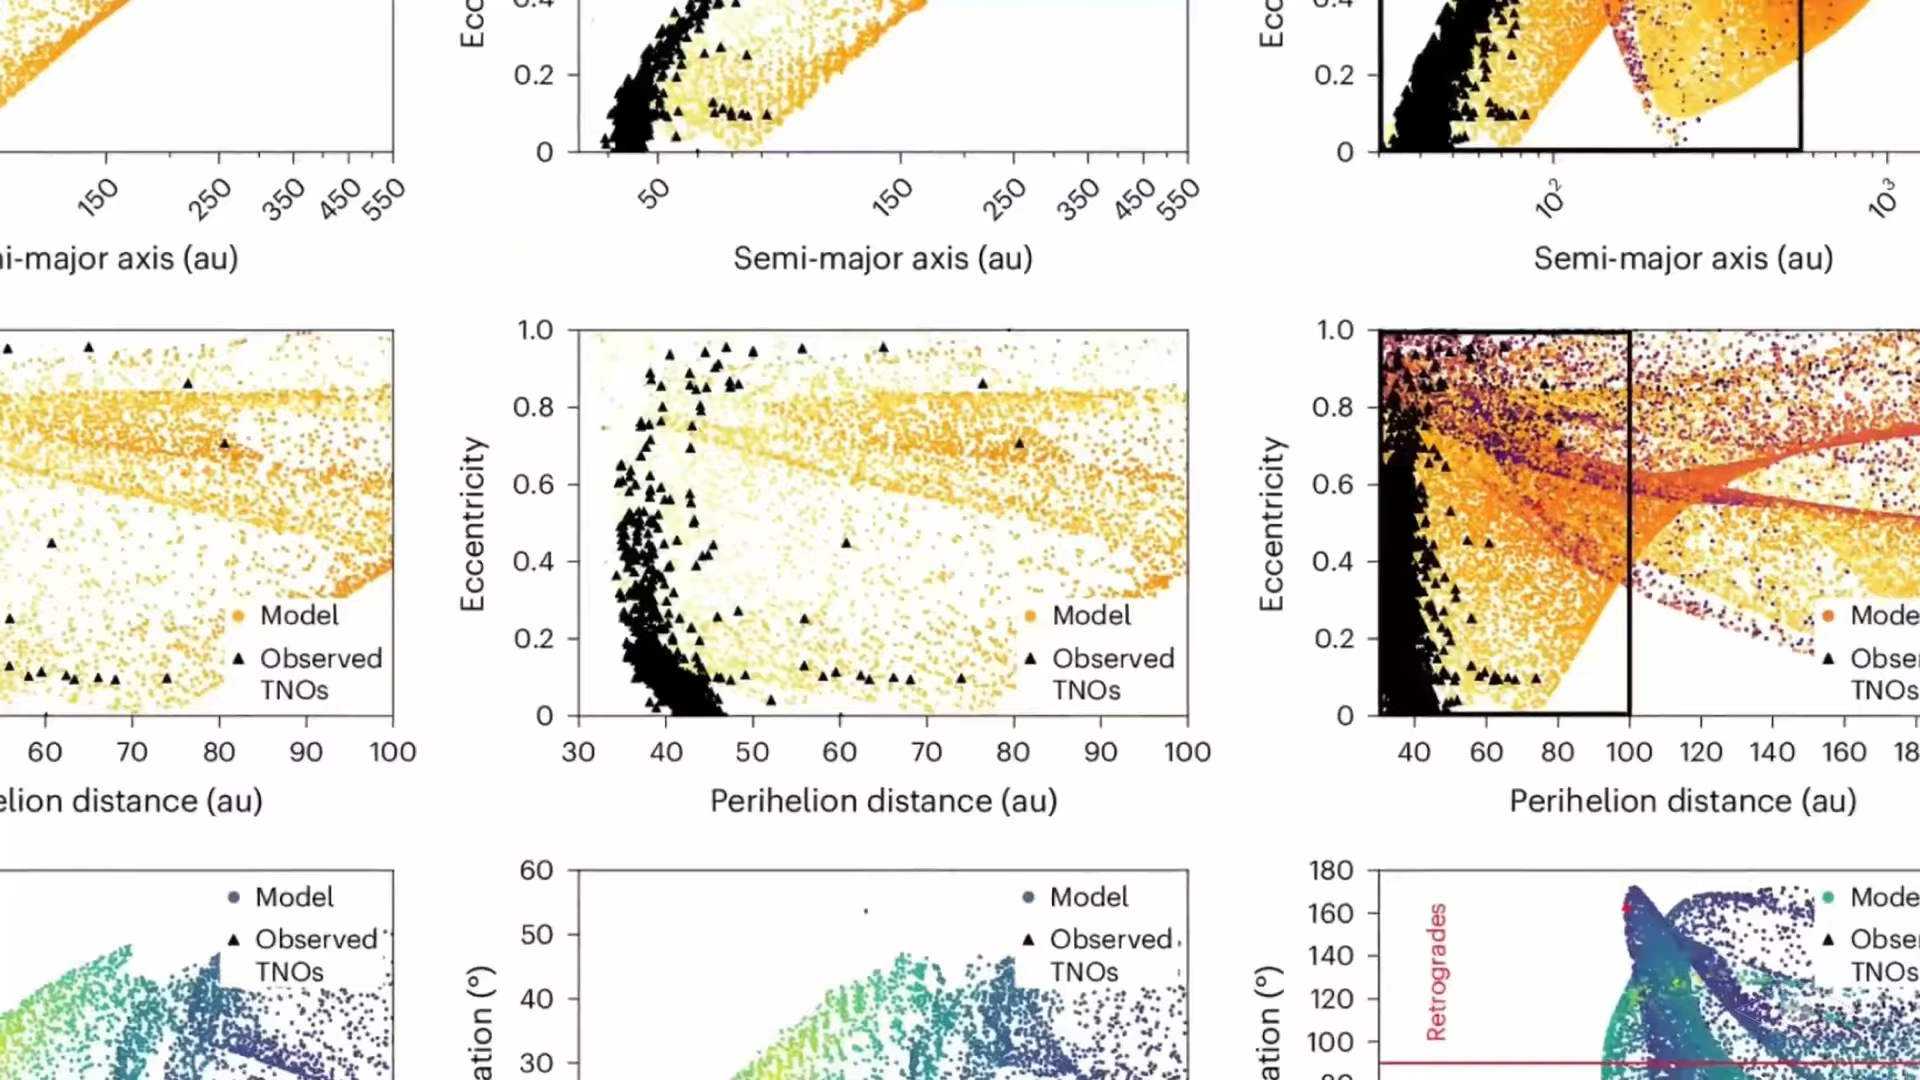 0.4
0.4
Ecc
Ecc
0.2
0.2
0
0
150
250
350
450
550
50
150
250
350
450
550
10²
10³
mi-major axis (au)
Semi-major axis (au)
Semi-major axis (au)
1.0
0.8
0.6
0.4
0.2
0
Eccentricity
1.0
0.8
0.6
0.4
0.2
0
Eccentricity
Model
Observed
TNOs
Model
Observed
TNOs
Mode
Obser
TNOs
60 70 80 90 100
30 40 50 60 70 80 90 100
40 60 80 100 120 140 160 18
elion distance (au)
Perihelion distance (au)
Perihelion distance (au)
60
50
40
30
ation (°)
180
160
140
120
100
80
ation (°)
Model
Observed
TNOs
Model
Observed
TNOs
Retrogrades
Mode
Obser
TNOs